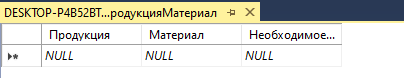 DESKTOP-P4B52BT...родукцияМатериал
Продукция Материал Необходимое...
NULL NULL NULL